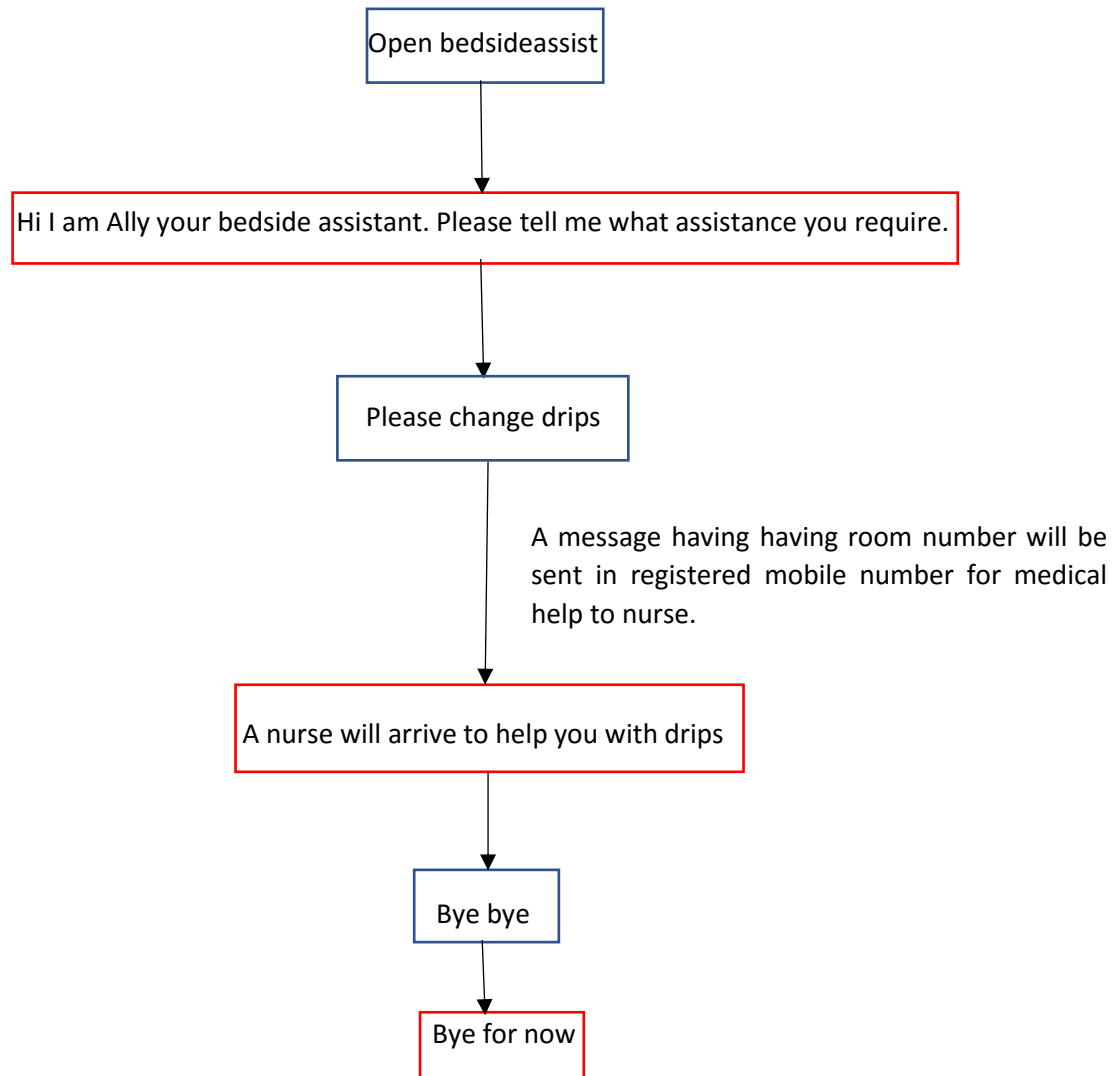 Open bedsideassist
Hi I am Ally your bedside assistant. Please tell me what assistance you require.
Please change drips
A message having having room number will be
sent in registered mobile number for medical
help to nurse.
A nurse will arrive to help you with drips
Bye bye
Bye for now